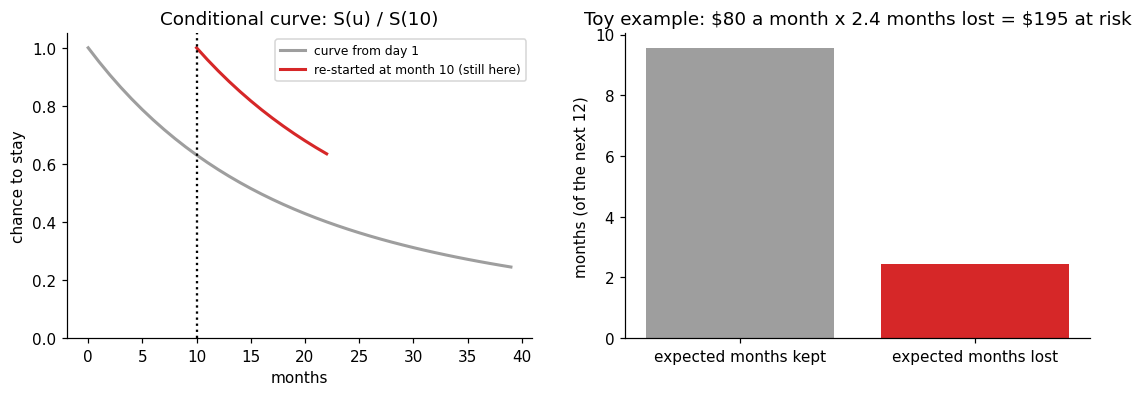 Conditional curve: S(u) / S(10)
chance to stay
1.0
0.8
0.6
0.4
0.2
0.0
curve from day 1
re-started at month 10 (still here)
0 5 10 15 20 25 30 35 40
months
Toy example: $80 a month x 2.4 months lost = $195 at risk
months (of the next 12)
10
8
6
4
2
0
expected months kept expected months lost